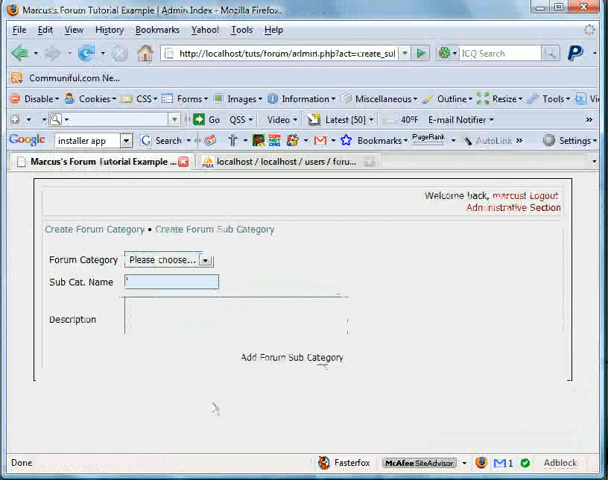 Marcus's Forum Tutorial Example | Admin Index - Mozilla Firefox
File Edit View History Bookmarks Yahoo! Tools Help
http://localhost/tuts/forum/admin.php?act=create_sul
ICQ Search
Communiful.com Ne...
Disable Cookies CSS Forms Images Information Miscellaneous Outline Resize Tools
Go QSS Video Latest [50] 40°F E-mail Notifier
Google installer app Search Bookmarks PageRank AutoLink Settings
Marcus's Forum Tutorial Example ... localhost / localhost / users / foru...
Welcome back, marcus! Logout
Administrative Section
Create Forum Category • Create Forum Sub Category
Forum Category Please choose...
Sub Cat. Name
Description
Add Forum Sub Category
Done Fasterfox McAfee SiteAdvisor 1 Adblock